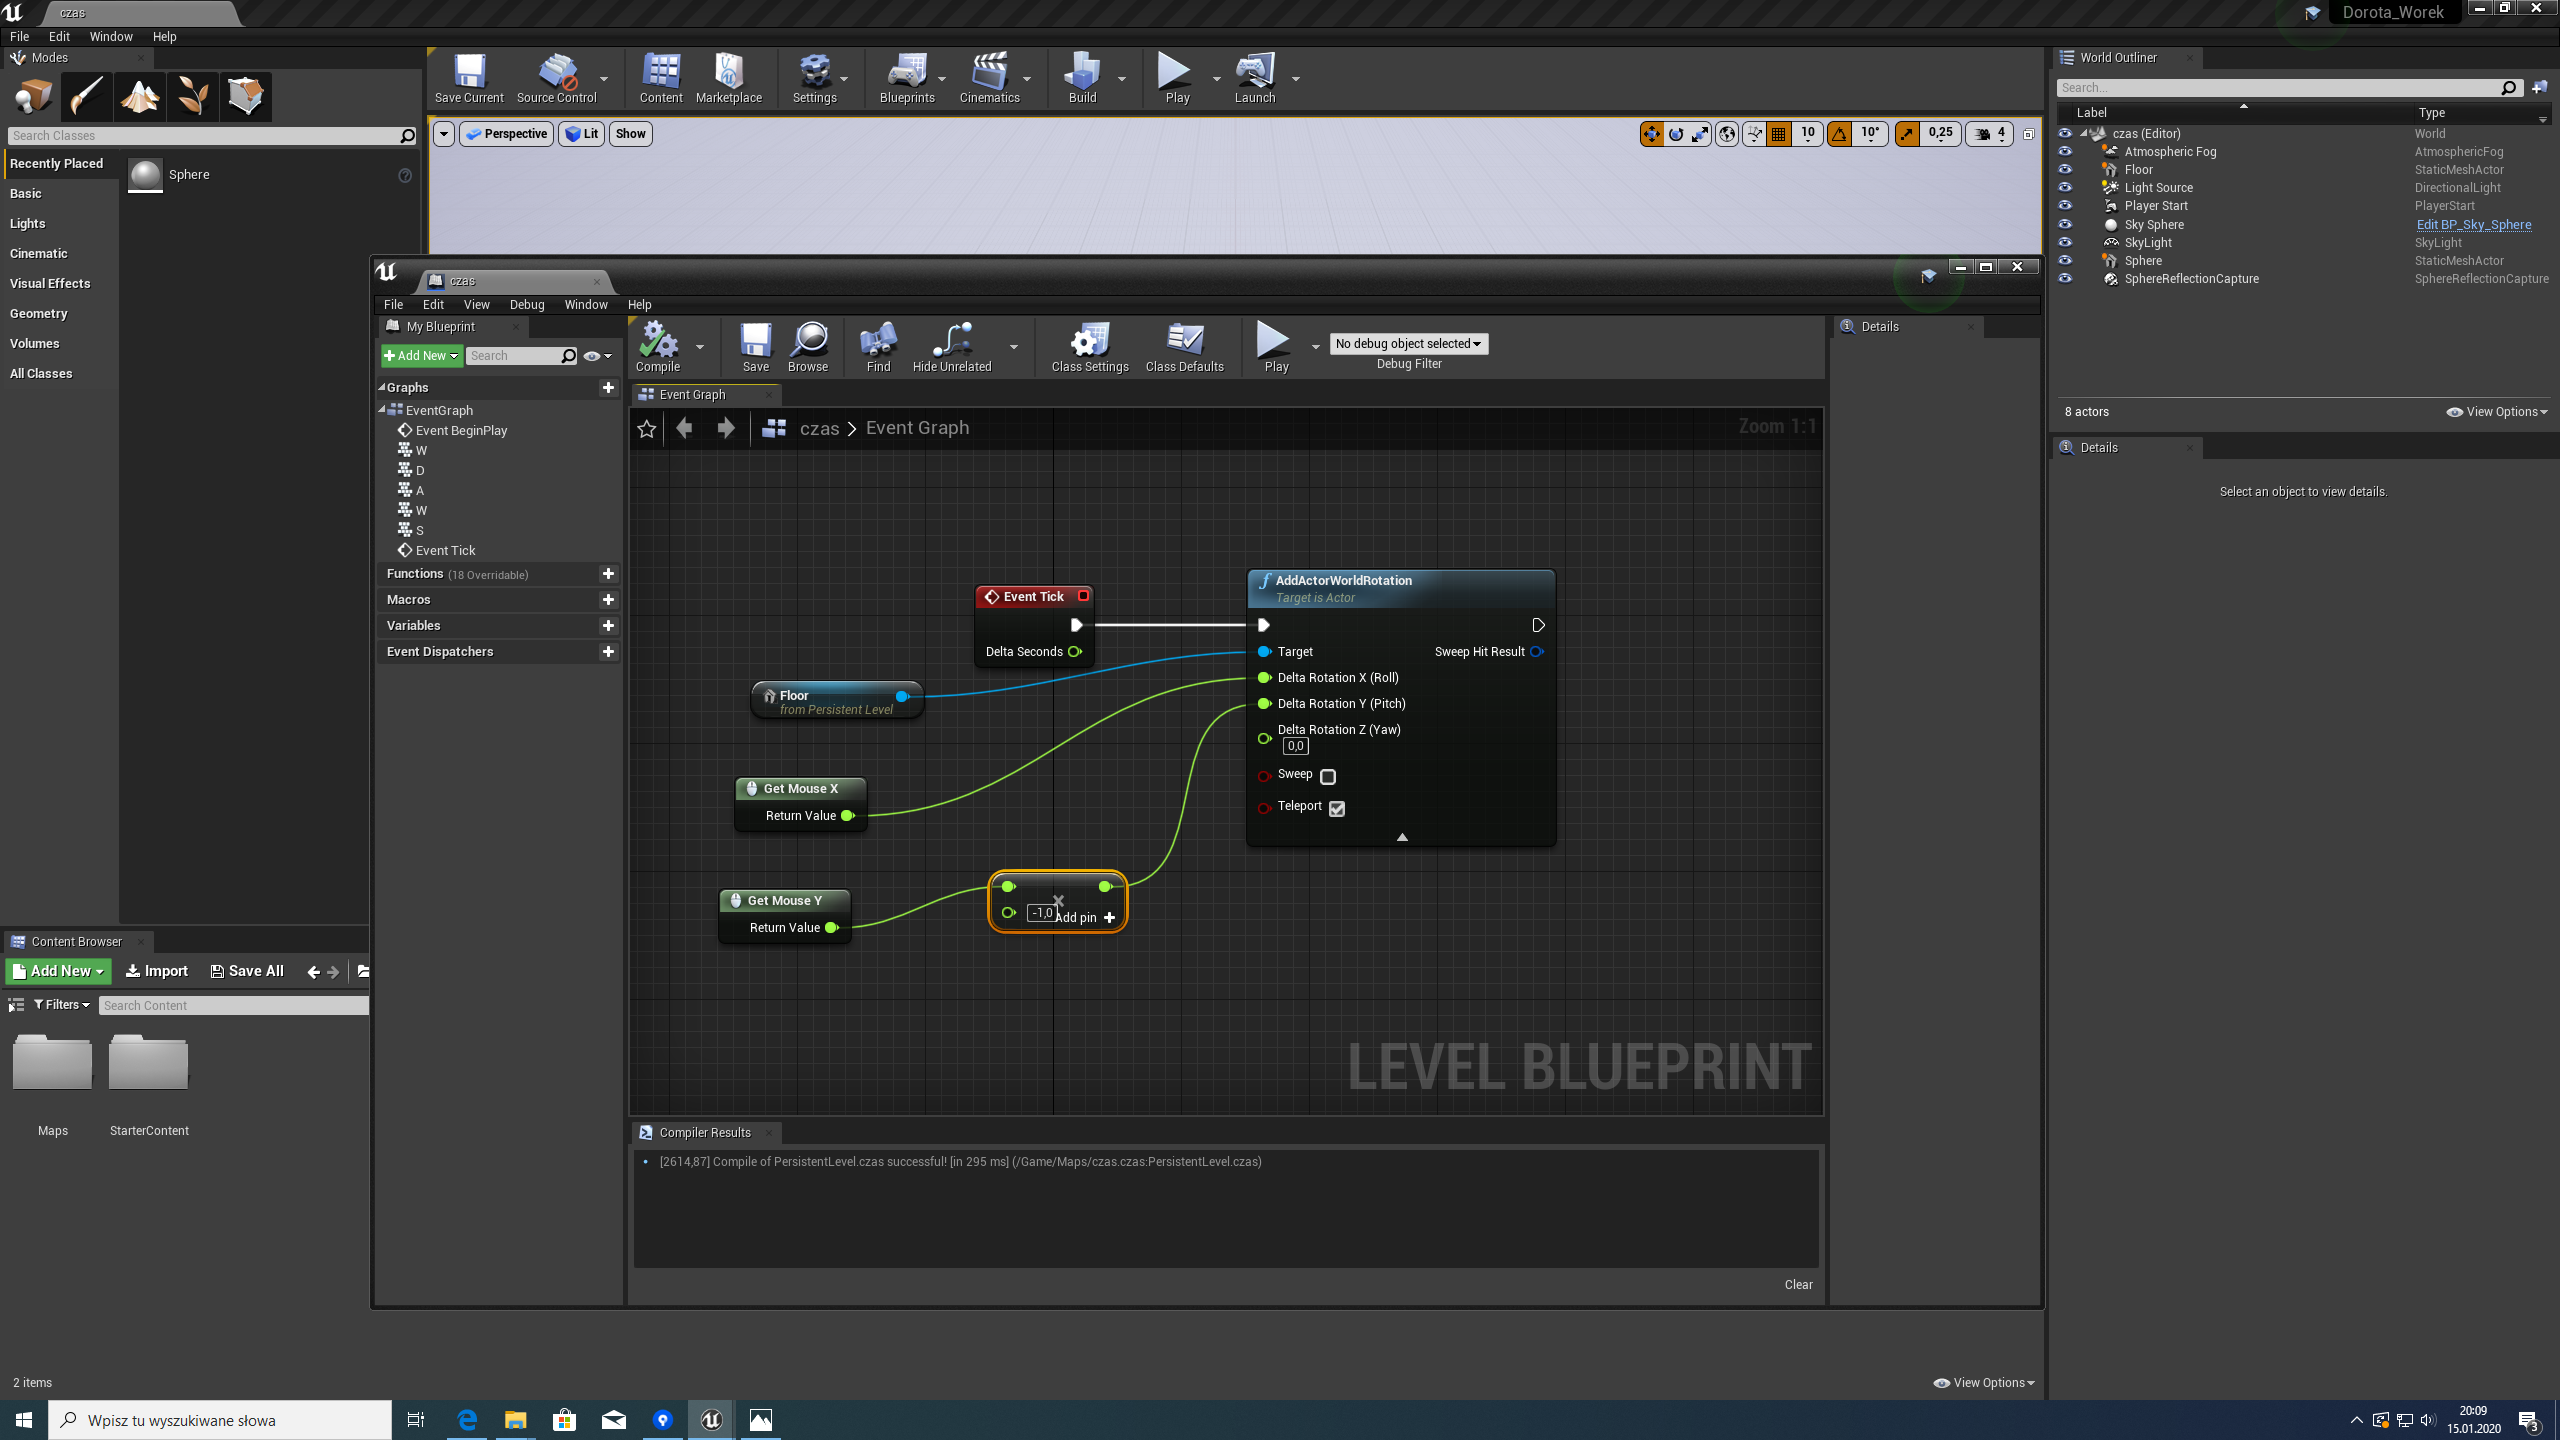 czas
Dorota_Worek
File Edit Window Help
Modes
Search Classes
Recently Placed
Basic
Lights
Cinematic
Visual Effects
Geometry
Volumes
All Classes
Sphere
Save Current
Source Control
Content
Marketplace
Settings
Blueprints
Cinematics
Build
Play
Launch
Perspective
Lit
Show
10
10°
0,25
4
World Outliner
Search...
Label Type
czas (Editor) World
Atmospheric Fog AtmosphericFog
Floor StaticMeshActor
Light Source DirectionalLight
Player Start PlayerStart
Sky Sphere Edit BP_Sky_Sphere
SkyLight SkyLight
Sphere StaticMeshActor
SphereReflectionCapture SphereReflectionCapture
8 actors
View Options
Details
Select an object to view details.
czas
File Edit View Debug Window Help
My Blueprint
Add New
Search
Graphs
EventGraph
Event BeginPlay
W
D
A
W
S
Event Tick
Functions (18 Overridable)
Macros
Variables
Event Dispatchers
Compile
Save
Browse
Find
Hide Unrelated
Class Settings
Class Defaults
Play
No debug object selected
Debug Filter
Details
Event Graph
czas > Event Graph
Zoom 1:1
Event Tick
Delta Seconds
Floor
from Persistent Level
Get Mouse X
Return Value
Get Mouse Y
Return Value
-1,0
Add pin
AddActorWorldRotation
Target is Actor
Target
Sweep Hit Result
Delta Rotation X (Roll)
Delta Rotation Y (Pitch)
Delta Rotation Z (Yaw)
0,0
Sweep
Teleport
LEVEL BLUEPRINT
Compiler Results
[2614,87] Compile of PersistentLevel.czas successful! [in 295 ms] (/Game/Maps/czas.czas:PersistentLevel.czas)
Clear
Content Browser
Add New
Import
Save All
Filters
Search Content
Maps
StarterContent
2 items
View Options
Wpisz tu wyszukiwane słowa
20:09
15.01.2020
3